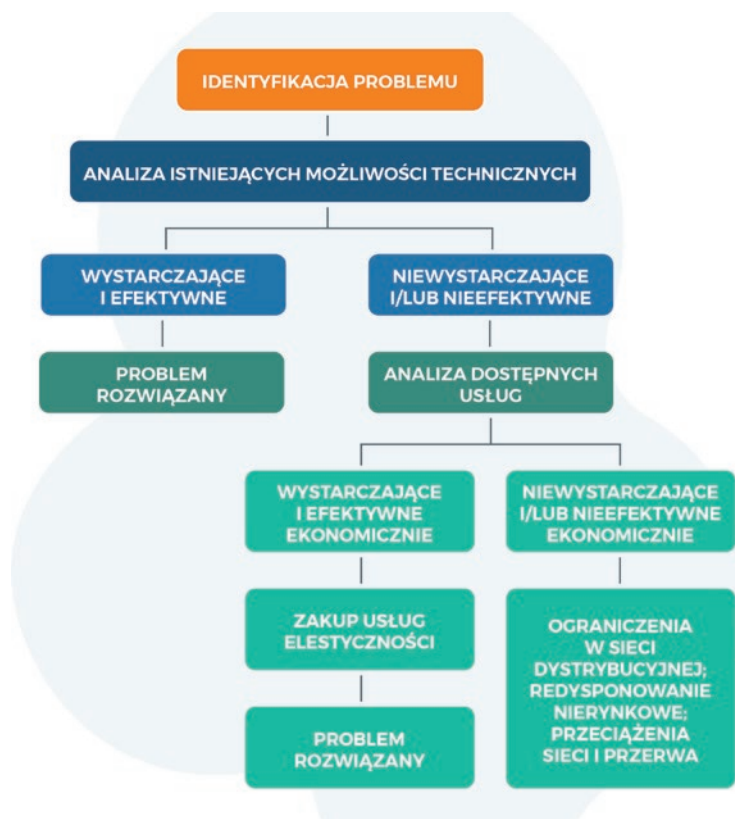 IDENTYFIKACJA PROBLEMU
ANALIZA ISTNIEJĄCYCH MOŻLIWOŚCI TECHNICZNYCH
WYSTARCZAJĄCE
I EFEKTYWNE
NIEWYSTARCZAJĄCE
I/LUB NIEEFEKTYWNE
PROBLEM
ROZWIĄZANY
ANALIZA DOSTĘPNYCH
USŁUG
WYSTARCZAJĄCE
I EFEKTYWNE
EKONOMICZNIE
NIEWYSTARCZAJĄCE
I/LUB NIEEFEKTYWNE
EKONOMICZNIE
ZAKUP USŁUG
ELESTYCZNOŚCI
PROBLEM
ROZWIĄZANY
OGRANICZENIA
W SIECI
DYSTRYBUCYJNEJ;
REDYSPONOWANIE
NIERYNKOWE;
PRZECIĄŻENIA
SIECI I PRZERWA